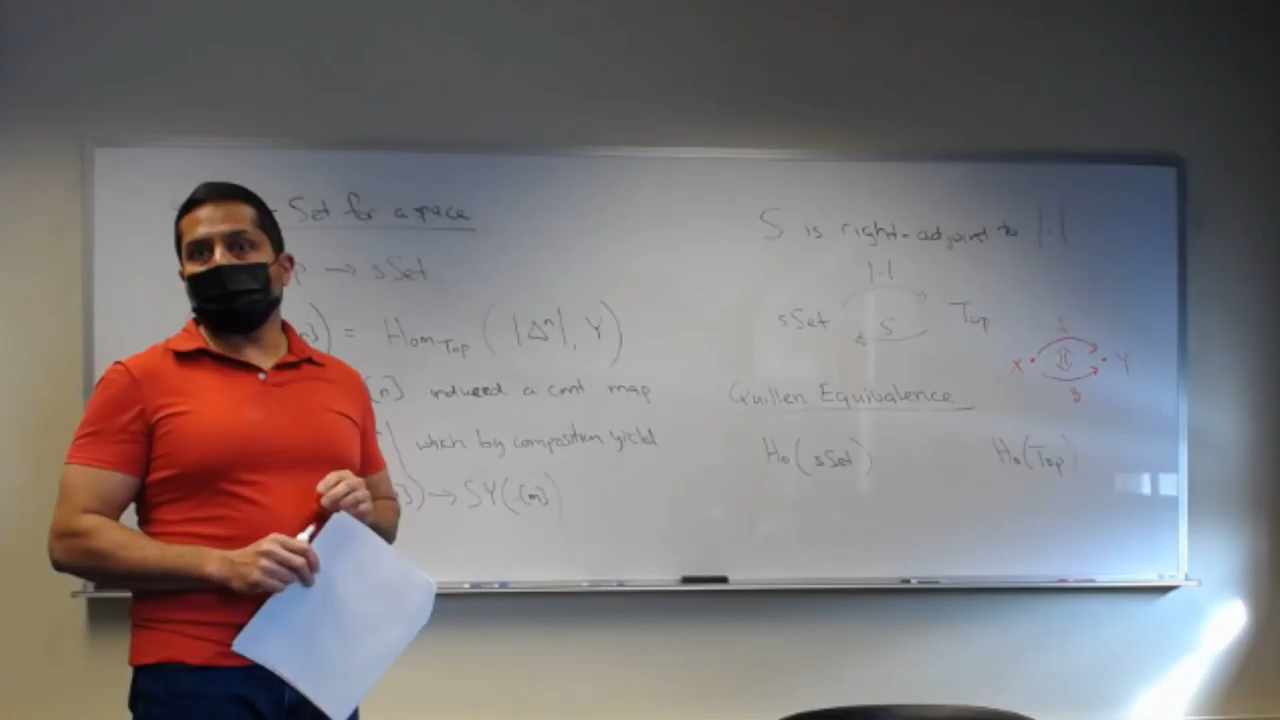 Set for a space
p → sSet
n]) = Hom_Top ( |Δⁿ| , Y )
[n] induced a cont map
| which by composition yield
) → SY([m])
S is right-adjoint to |·|
|·|
sSet S Top
X Y
g
Quillen Equivalence
Ho(sSet) Ho(Top)